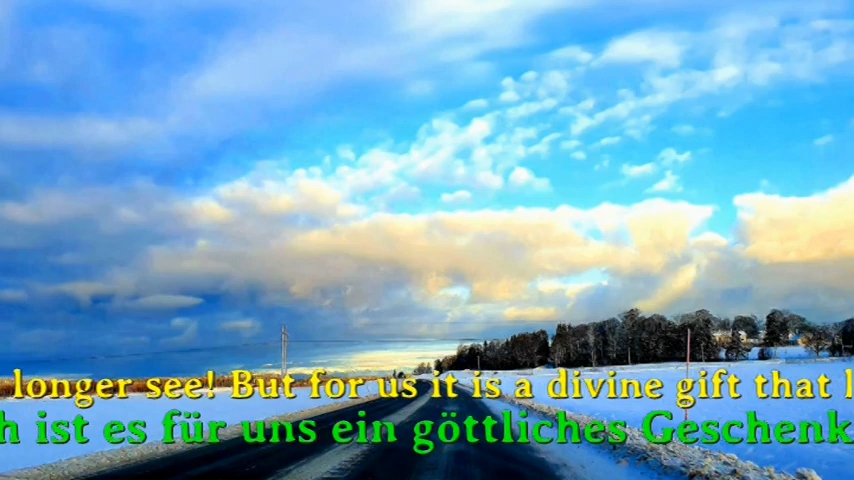 longer see! But for us it is a divine gift that l
h ist es für uns ein göttliches Geschenk